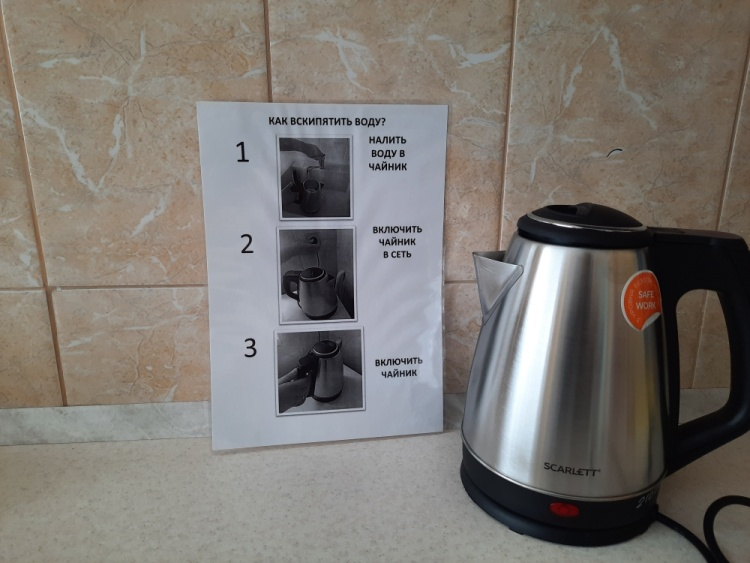 КАК ВСКИПЯТИТЬ ВОДУ?
1
НАЛИТЬ
ВОДУ В
ЧАЙНИК
2
ВКЛЮЧИТЬ
ЧАЙНИК
В СЕТЬ
3
ВКЛЮЧИТЬ
ЧАЙНИК
SAFE
WORK
SCARLETT